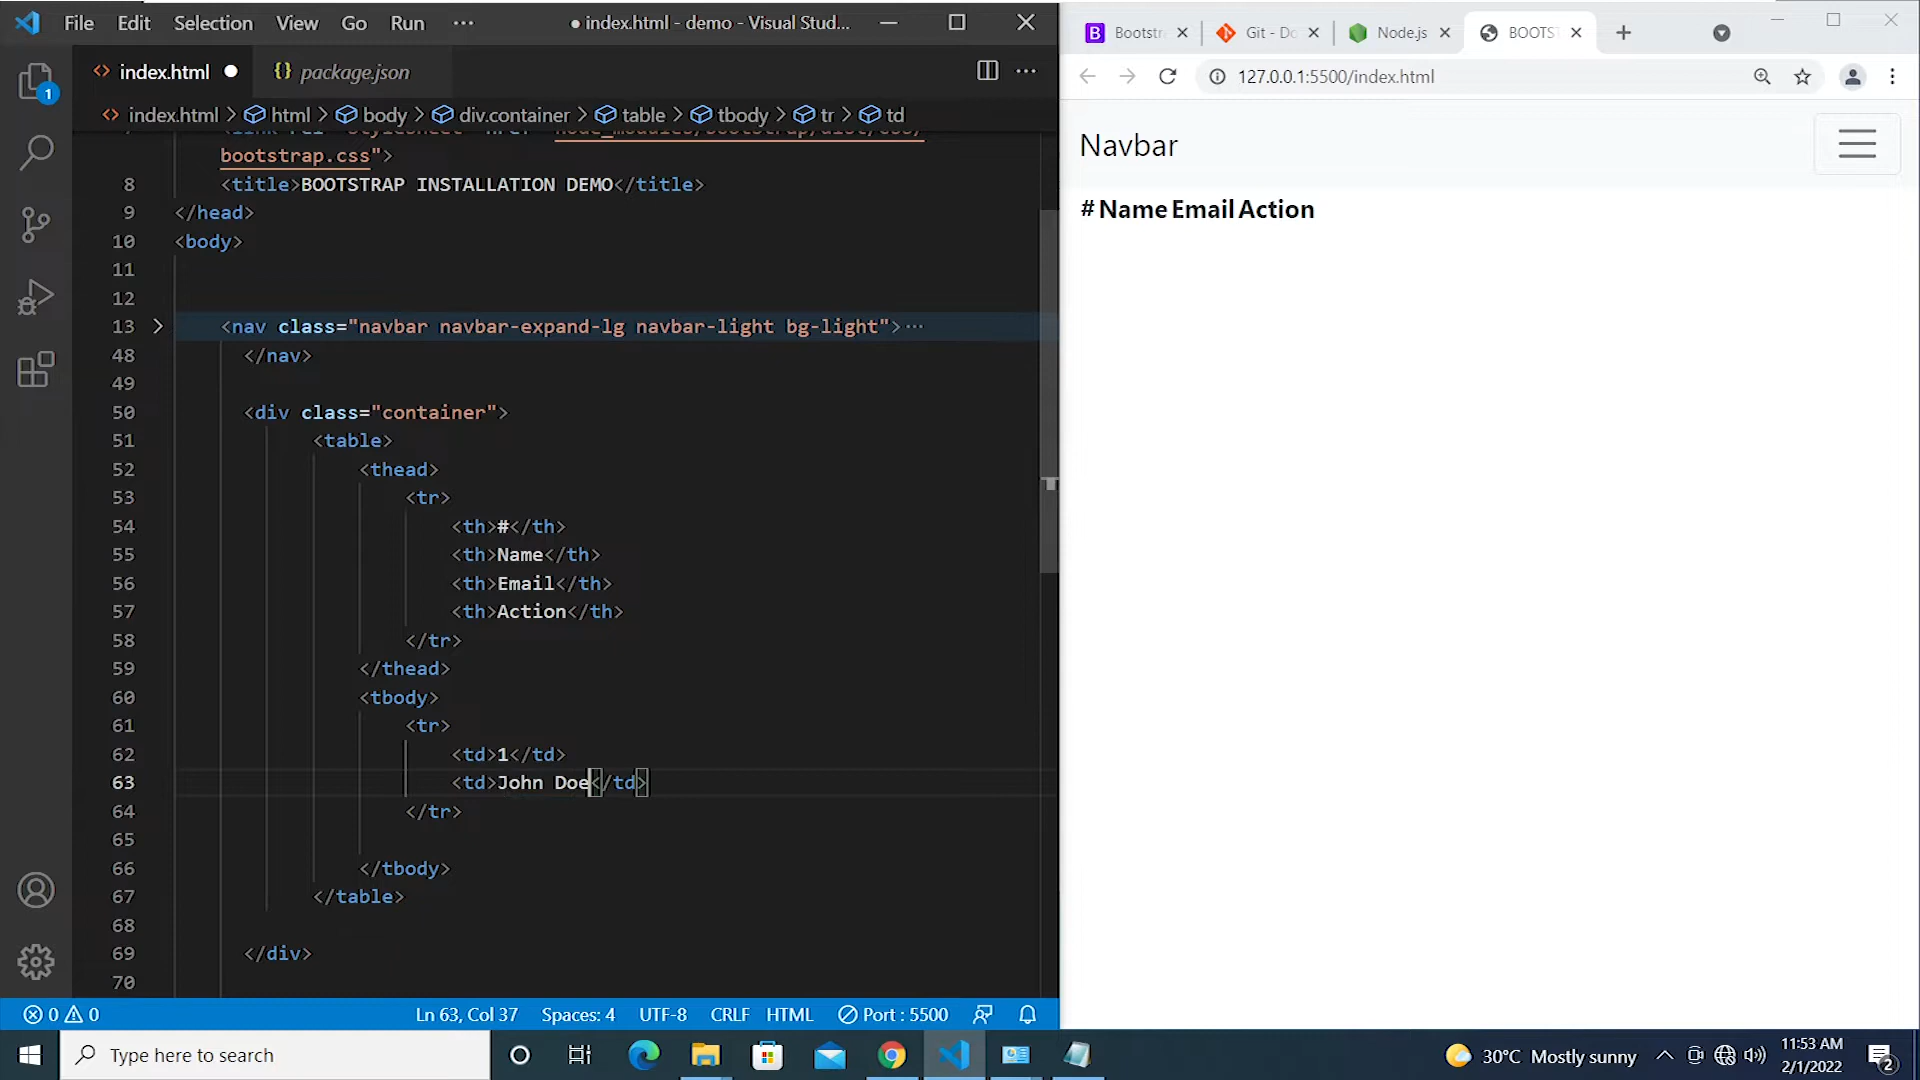 File Edit Selection View Go Run ··· ● index.html - demo - Visual Stud...
index.html ● package.json
index.html > html > body > div.container > table > tbody > tr > td
bootstrap.css">
8 <title>BOOTSTRAP INSTALLATION DEMO</title>
9 </head>
10 <body>
11
12
13 <nav class="navbar navbar-expand-lg navbar-light bg-light">···
48 </nav>
49
50 <div class="container">
51 <table>
52 <thead>
53 <tr>
54 <th>#</th>
55 <th>Name</th>
56 <th>Email</th>
57 <th>Action</th>
58 </tr>
59 </thead>
60 <tbody>
61 <tr>
62 <td>1</td>
63 <td>John Doe</td>
64 </tr>
65
66 </tbody>
67 </table>
68
69 </div>
70
0 0 Ln 63, Col 37 Spaces: 4 UTF-8 CRLF HTML Port : 5500
Bootstr Git - Do Node.js BOOTS
127.0.0.1:5500/index.html
Navbar
# Name Email Action
Type here to search 30°C Mostly sunny 11:53 AM
2/1/2022 2
1